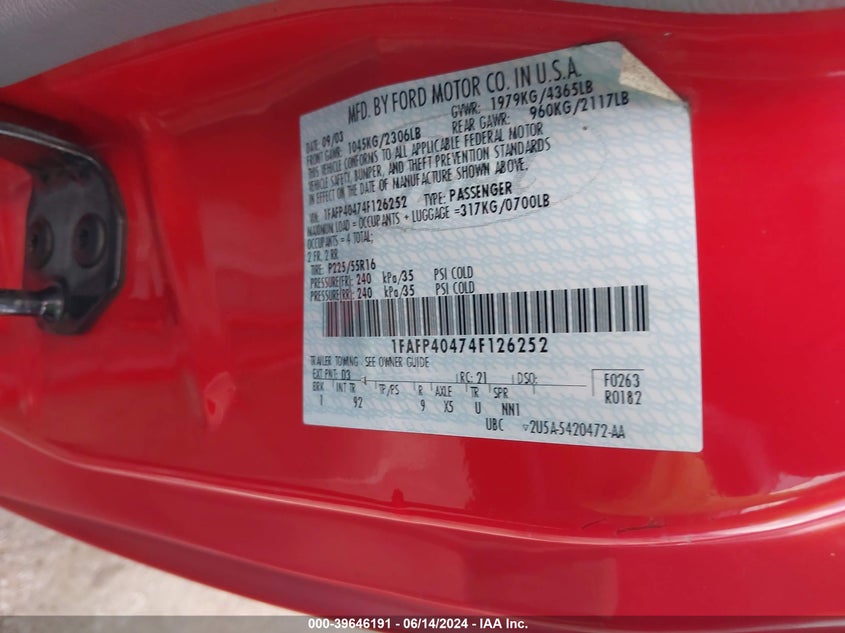 MFD. BY FORD MOTOR CO. IN U.S.A.
DATE: 09/03 GVWR: 1979KG/4365LB
FRONT GAWR: 1045KG/2306LB REAR GAWR: 960KG/2117LB
THIS VEHICLE CONFORMS TO ALL APPLICABLE FEDERAL MOTOR
VEHICLE SAFETY, BUMPER, AND THEFT PREVENTION STANDARDS
IN EFFECT ON THE DATE OF MANUFACTURE SHOWN ABOVE.
VIN: 1FAFP40474F126252 TYPE: PASSENGER
MAXIMUM LOAD = OCCUPANTS + LUGGAGE =317KG/0700LB
OCCUPANTS = 4 TOTAL;
2 FR, 2 RR
TIRE: P225/55R16
PRESSURE(FR): 240 kPa/35 PSI COLD
PRESSURE(RR): 240 kPa/35 PSI COLD
1FAFP40474F126252
TRAILER TOWING - SEE OWNER GUIDE
EXT PNT: D3 RC: 21 DSO: F0263
BRK INT TR TP/PS R AXLE TR SPR R0182
1 92 9 X5 U NN1
UBC ▽2U5A-5420472-AA
000-39646191 - 06/14/2024 - IAA Inc.